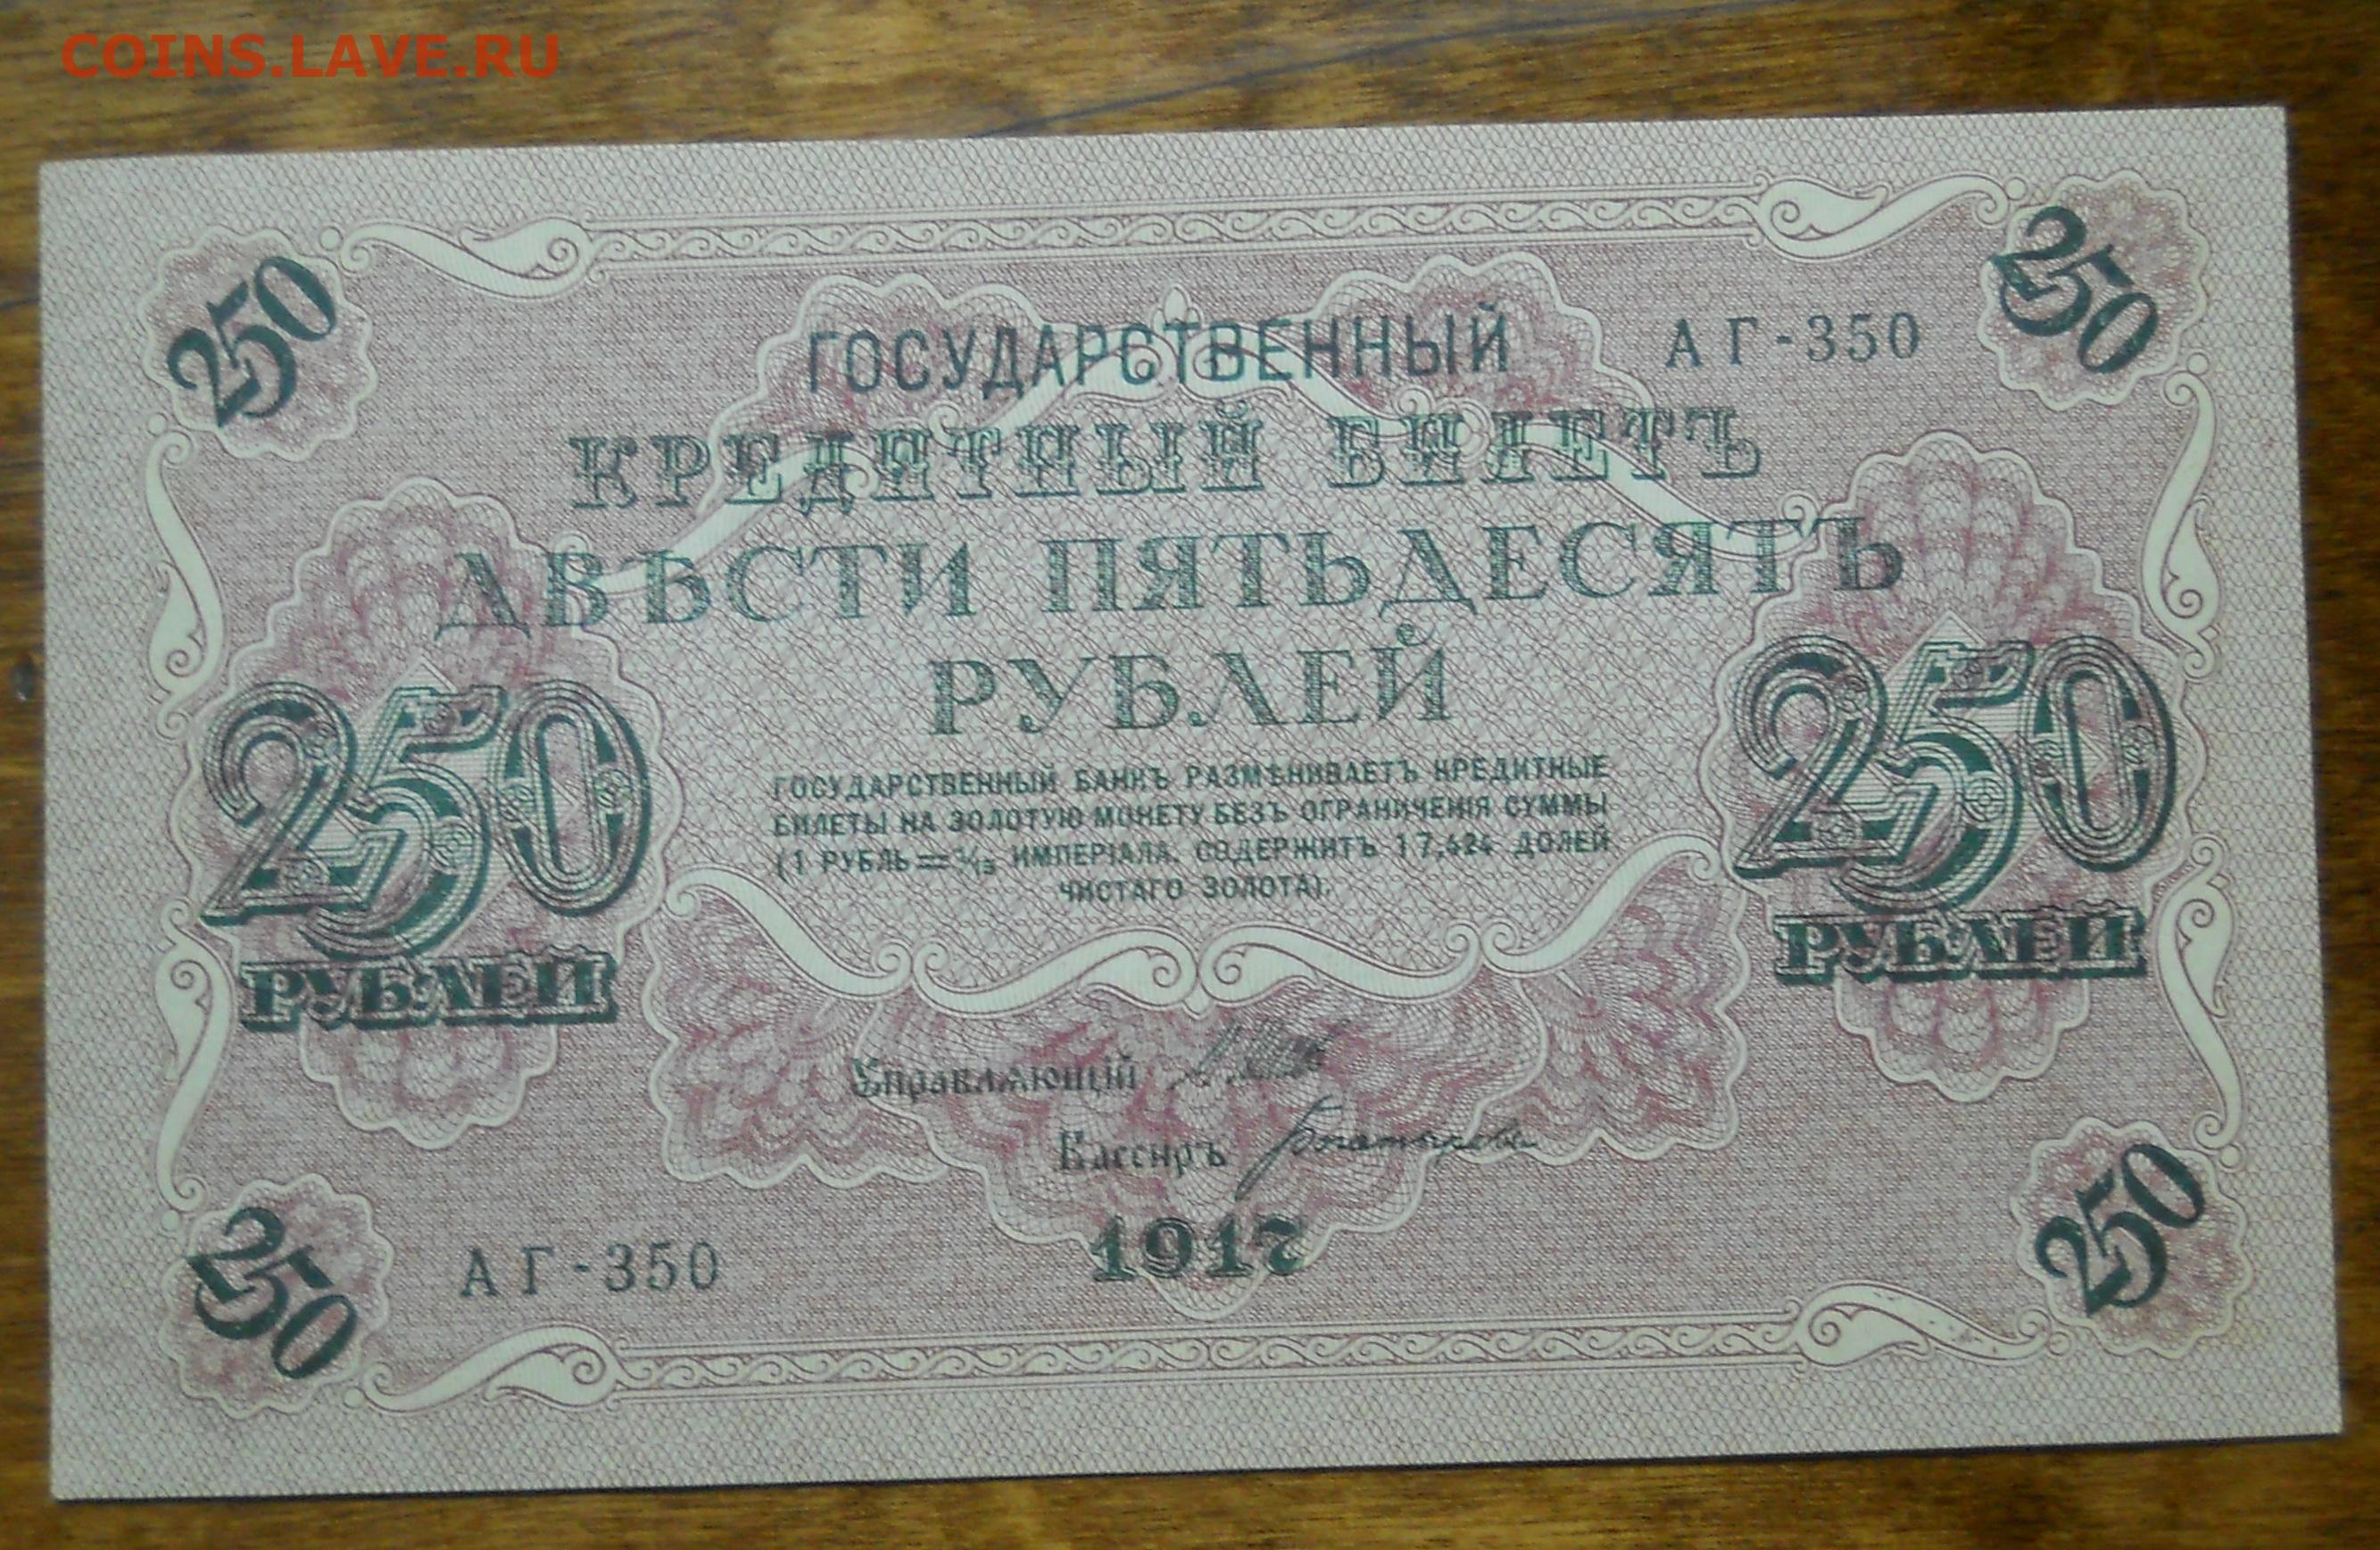 COINS.LAVE.RU
250
250
ГОСУДАРСТВЕННЫЙ
АГ-350
КРЕДИТНЫЙ БИЛЕТЪ
ДВѢСТИ ПЯТЬДЕСЯТЪ
РУБЛЕЙ
250
РУБЛЕЙ
250
РУБЛЕЙ
ГОСУДАРСТВЕННЫЙ БАНКЪ РАЗМѢНИВАЕТЪ КРЕДИТНЫЕ
БИЛЕТЫ НА ЗОЛОТУЮ МОНЕТУ БЕЗЪ ОГРАНИЧЕНІЯ СУММЫ
(1 РУБЛЬ = 1/15 ИМПЕРІАЛА, СОДЕРЖИТЪ 17,424 ДОЛЕЙ
ЧИСТАГО ЗОЛОТА).
Управляющій
Кассиръ
АГ-350
1917
250
250